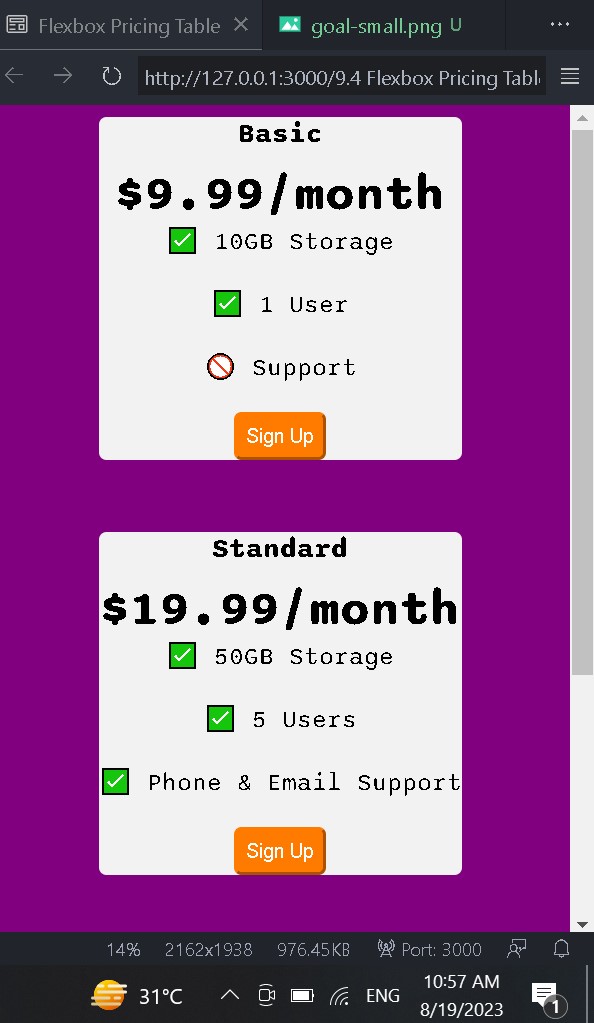 Flexbox Pricing Table
goal-small.png U
http://127.0.0.1:3000/9.4 Flexbox Pricing Tabl
Basic
$9.99/month
10GB Storage
1 User
Support
Sign Up
Standard
$19.99/month
50GB Storage
5 Users
Phone & Email Support
Sign Up
14% 2162x1938 976.45KB Port: 3000
31°C ENG 10:57 AM
8/19/2023
1